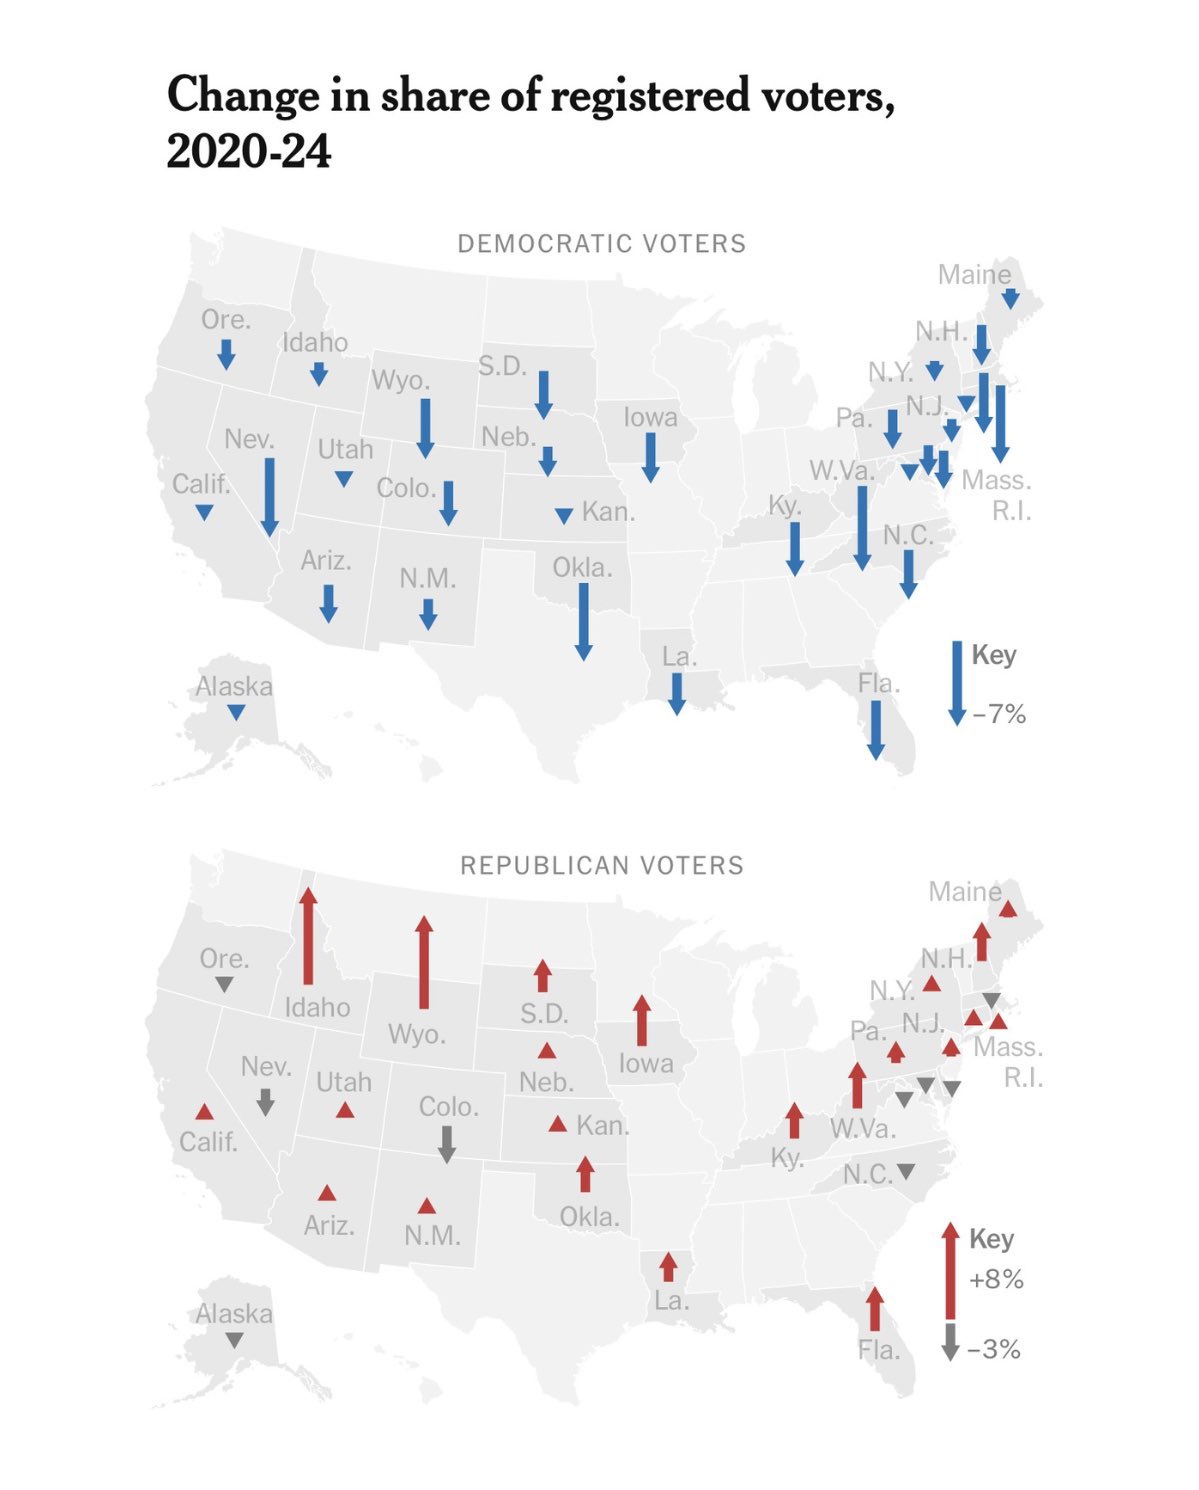 Change in share of registered voters,
2020-24
DEMOCRATIC VOTERS
Maine
Ore.
N.H.
Idaho
S.D.
N.Y.
Wyo.
N.J.
Iowa
Pa.
Nev.
Neb.
Utah
W.Va.
Calif.
Colo.
Mass.
Ky.
Kan.
R.I.
N.C.
Ariz.
Okla.
N.M.
La.
Key
Alaska
Fla.
–7%
REPUBLICAN VOTERS
Maine
Ore.
N.H.
N.Y.
Idaho
S.D.
Wyo.
Pa.
N.J.
Mass.
Nev.
Iowa
Utah
Neb.
R.I.
Colo.
Kan.
W.Va.
Calif.
Ky.
N.C.
Okla.
Ariz.
N.M.
Key
+8%
La.
Alaska
Fla.
–3%